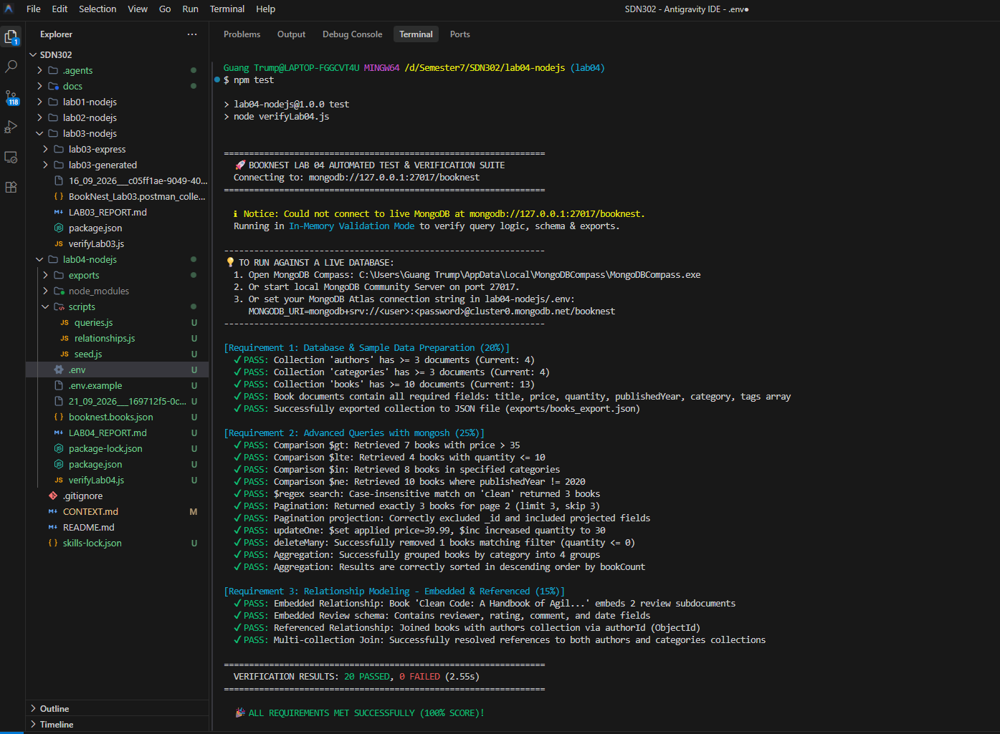 File Edit Selection View Go Run Terminal Help
SDN302 - Antigravity IDE - .env●
Explorer
SDN302
.agents
docs
lab01-nodejs
lab02-nodejs
lab03-nodejs
lab03-express
lab03-generated
16_09_2026___c05ff1ae-9049-40...
BookNest_Lab03.postman_colle...
LAB03_REPORT.md
package.json
verifyLab03.js
lab04-nodejs
exports
node_modules
scripts
queries.js U
relationships.js U
seed.js U
.env U
.env.example U
21_09_2026___169712f5-0c... U
booknest.books.json U
LAB04_REPORT.md U
package-lock.json U
package.json U
verifyLab04.js U
.gitignore
CONTEXT.md M
README.md
skills-lock.json U
Outline
Timeline
1
118
Problems Output Debug Console Terminal Ports
Guang Trump@LAPTOP-FGGCVT4U MINGW64 /d/Semester7/SDN302/lab04-nodejs (lab04)
$ npm test
> lab04-nodejs@1.0.0 test
> node verifyLab04.js
================================================================
🚀 BOOKNEST LAB 04 AUTOMATED TEST & VERIFICATION SUITE
Connecting to: mongodb://127.0.0.1:27017/booknest
================================================================
ℹ Notice: Could not connect to live MongoDB at mongodb://127.0.0.1:27017/booknest.
Running in In-Memory Validation Mode to verify query logic, schema & exports.
----------------------------------------------------------------
💡 TO RUN AGAINST A LIVE DATABASE:
1. Open MongoDB Compass: C:\Users\Guang Trump\AppData\Local\MongoDBCompass\MongoDBCompass.exe
2. Or start local MongoDB Community Server on port 27017.
3. Or set your MongoDB Atlas connection string in lab04-nodejs/.env:
MONGODB_URI=mongodb+srv://<user>:<password>@cluster0.mongodb.net/booknest
----------------------------------------------------------------
[Requirement 1: Database & Sample Data Preparation (20%)]
✓ PASS: Collection 'authors' has >= 3 documents (Current: 4)
✓ PASS: Collection 'categories' has >= 3 documents (Current: 4)
✓ PASS: Collection 'books' has >= 10 documents (Current: 13)
✓ PASS: Book documents contain all required fields: title, price, quantity, publishedYear, category, tags array
✓ PASS: Successfully exported collection to JSON file (exports/books_export.json)
[Requirement 2: Advanced Queries with mongosh (25%)]
✓ PASS: Comparison $gt: Retrieved 7 books with price > 35
✓ PASS: Comparison $lte: Retrieved 4 books with quantity <= 10
✓ PASS: Comparison $in: Retrieved 8 books in specified categories
✓ PASS: Comparison $ne: Retrieved 10 books where publishedYear != 2020
✓ PASS: $regex search: Case-insensitive match on 'clean' returned 3 books
✓ PASS: Pagination: Returned exactly 3 books for page 2 (limit 3, skip 3)
✓ PASS: Pagination projection: Correctly excluded _id and included projected fields
✓ PASS: updateOne: $set applied price=39.99, $inc increased quantity to 30
✓ PASS: deleteMany: Successfully removed 1 books matching filter (quantity <= 0)
✓ PASS: Aggregation: Successfully grouped books by category into 4 groups
✓ PASS: Aggregation: Results are correctly sorted in descending order by bookCount
[Requirement 3: Relationship Modeling - Embedded & Referenced (15%)]
✓ PASS: Embedded Relationship: Book 'Clean Code: A Handbook of Agil...' embeds 2 review subdocuments
✓ PASS: Embedded Review schema: Contains reviewer, rating, comment, and date fields
✓ PASS: Referenced Relationship: Joined books with authors collection via authorId (ObjectId)
✓ PASS: Multi-collection Join: Successfully resolved references to both authors and categories collections
================================================================
VERIFICATION RESULTS: 20 PASSED, 0 FAILED (2.55s)
================================================================
🎉 ALL REQUIREMENTS MET SUCCESSFULLY (100% SCORE)!